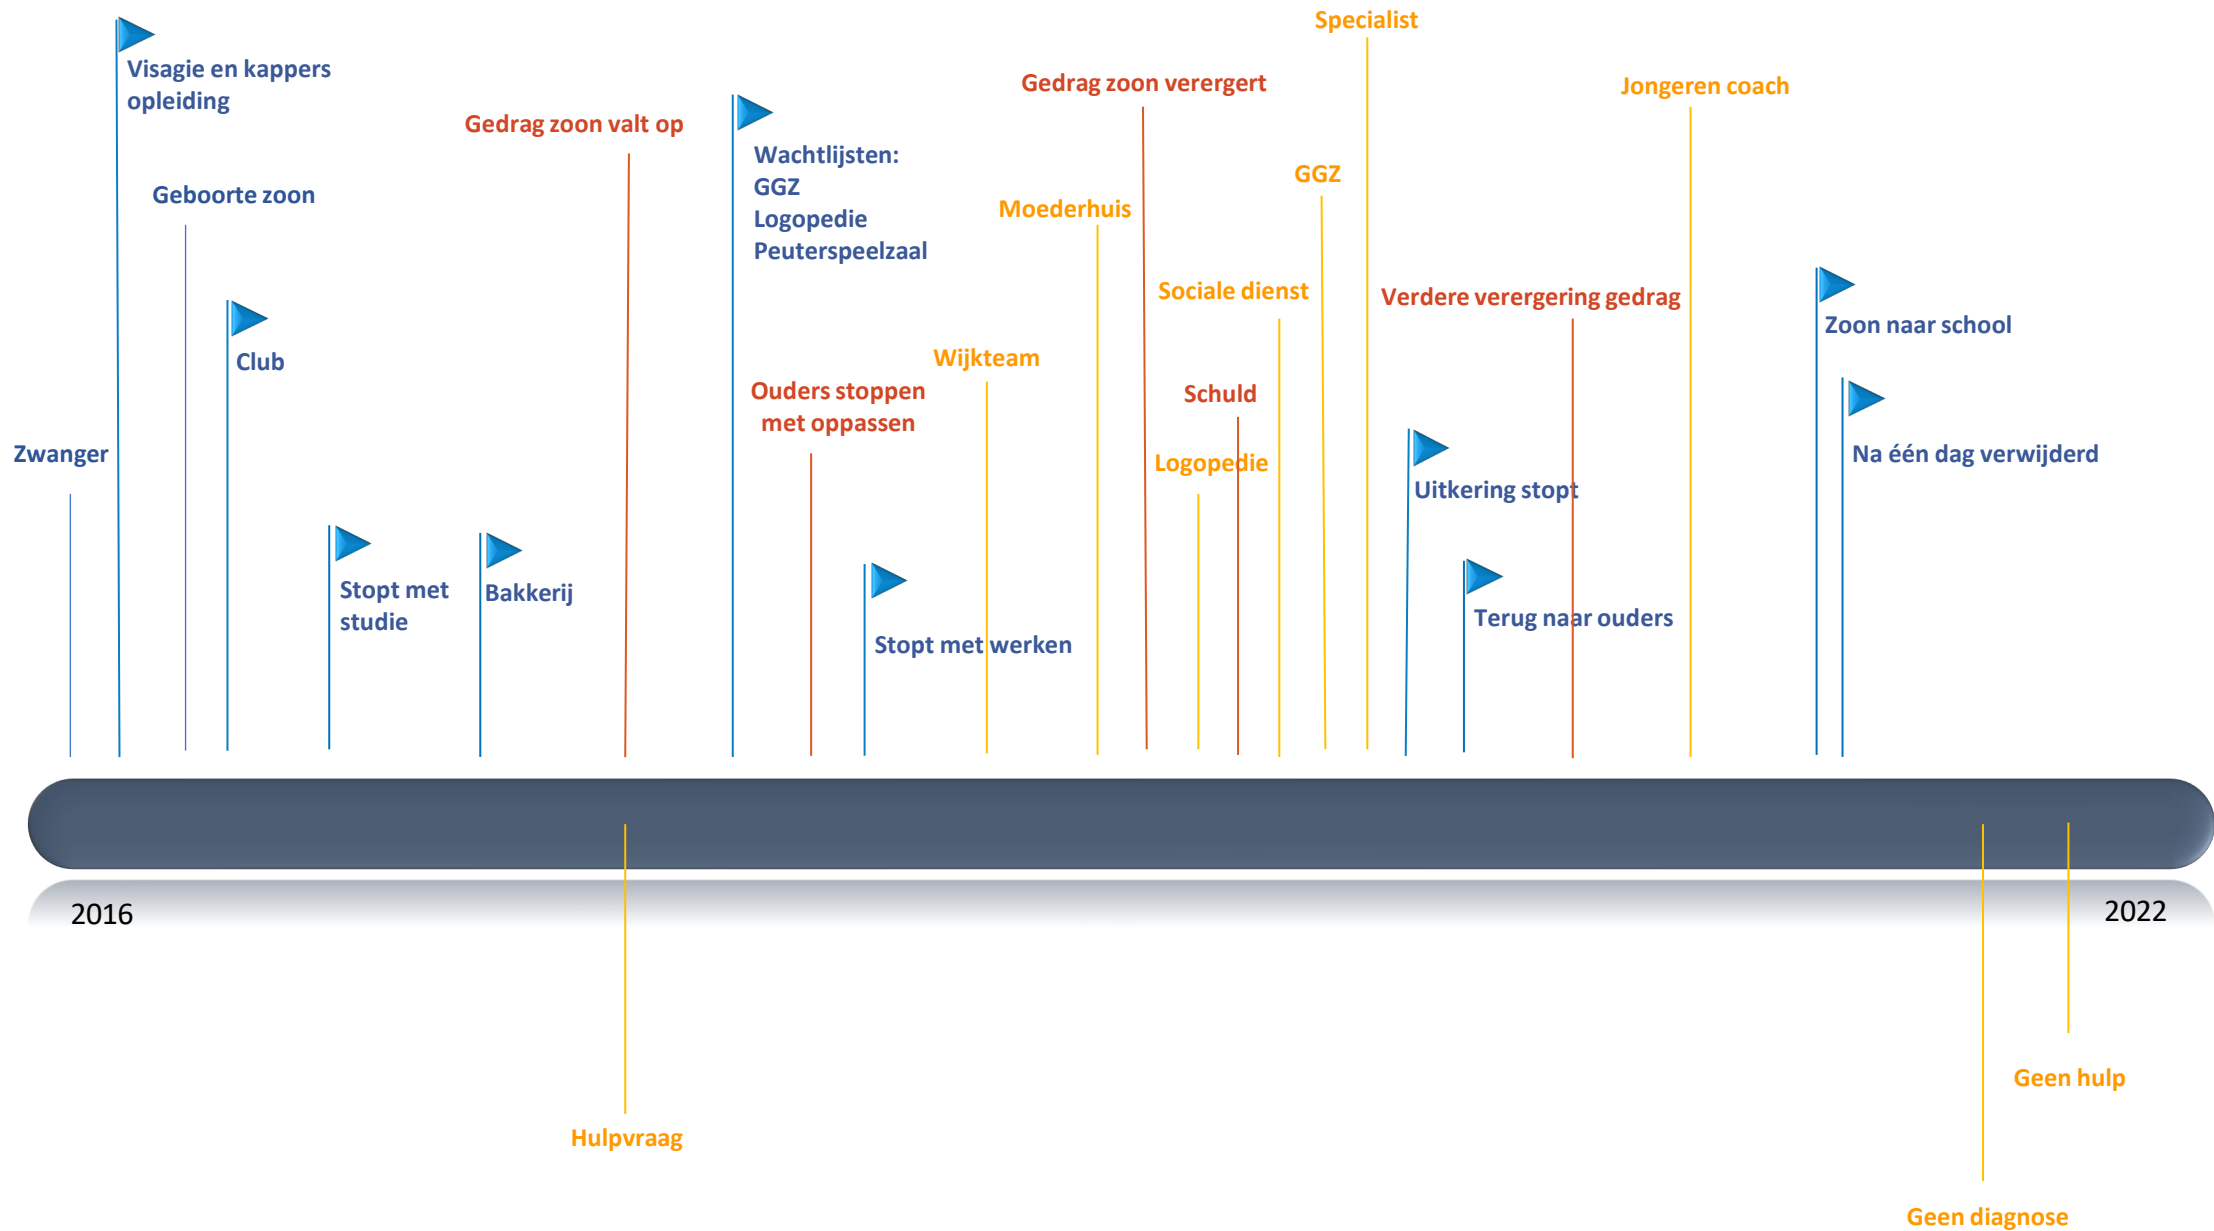 Specialist
Visagie en kappers
opleiding
Gedrag zoon verergert
Jongeren coach
Gedrag zoon valt op
Wachtlijsten:
GGZ
Logopedie
Peuterspeelzaal
GGZ
Geboorte zoon
Moederhuis
Sociale dienst
Verdere verergering gedrag
Zoon naar school
Club
Wijkteam
Ouders stoppen
met oppassen
Schuld
Zwanger
Logopedie
Na één dag verwijderd
Uitkering stopt
Stopt met
studie
Bakkerij
Terug naar ouders
Stopt met werken
2016
2022
Geen hulp
Hulpvraag
Geen diagnose